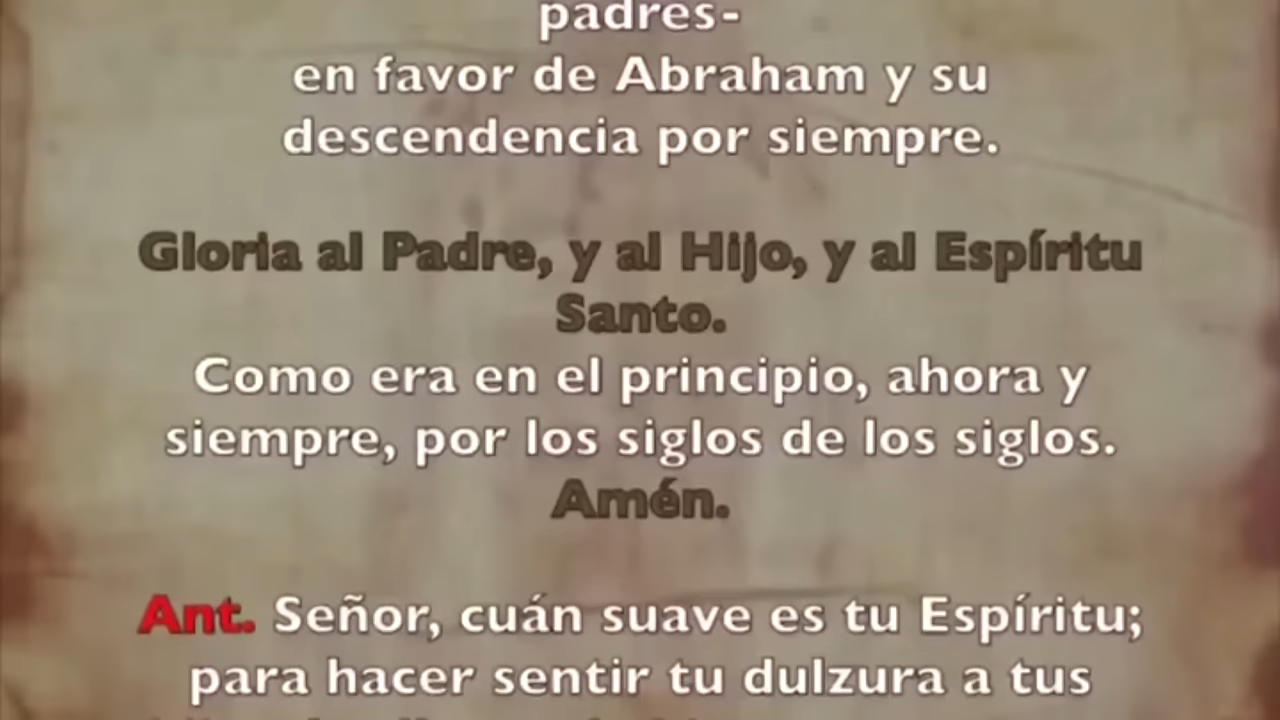 padres-
en favor de Abraham y su
descendencia por siempre.
Gloria al Padre, y al Hijo, y al Espíritu
Santo.
Como era en el principio, ahora y
siempre, por los siglos de los siglos.
Amén.
Ant. Señor, cuán suave es tu Espíritu;
para hacer sentir tu dulzura a tus